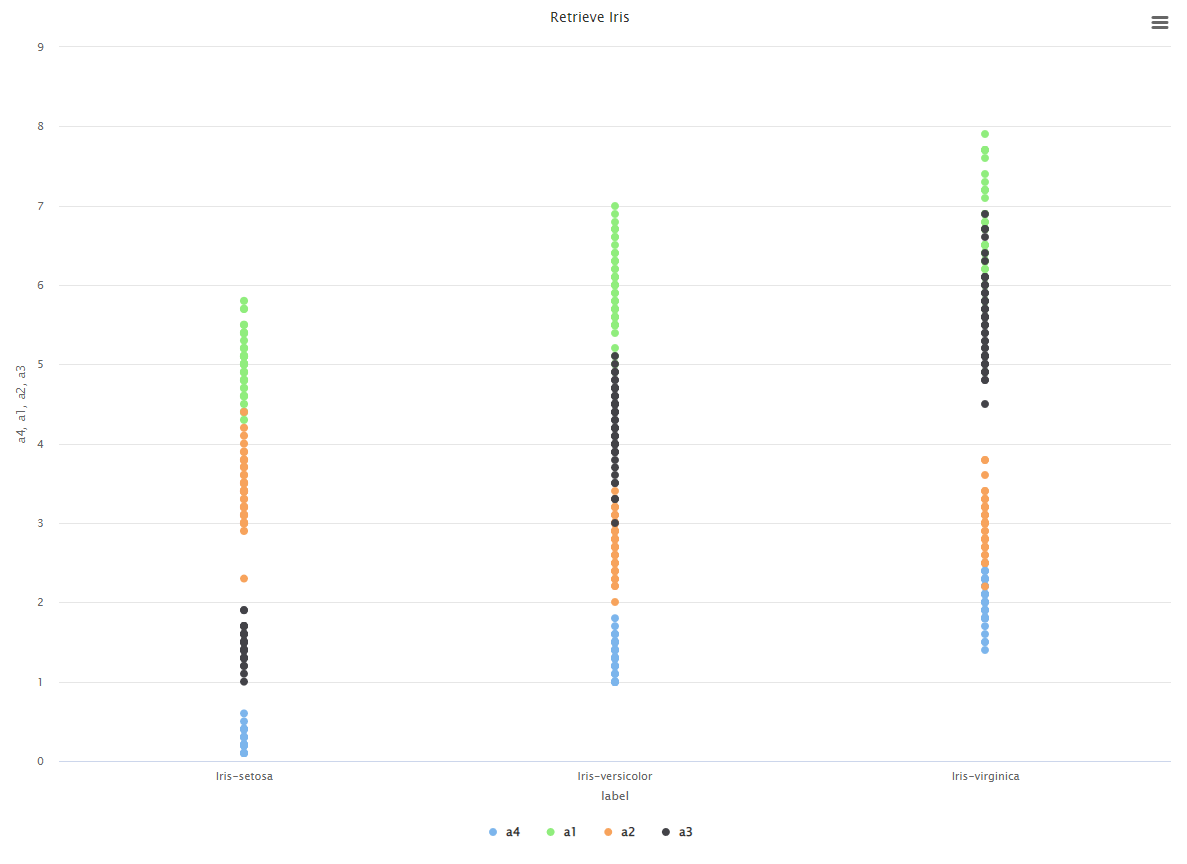 Retrieve Iris
a4, a1, a2, a3
9
8
7
6
5
4
3
2
1
0
Iris-setosa
Iris-versicolor
Iris-virginica
label
a4
a1
a2
a3